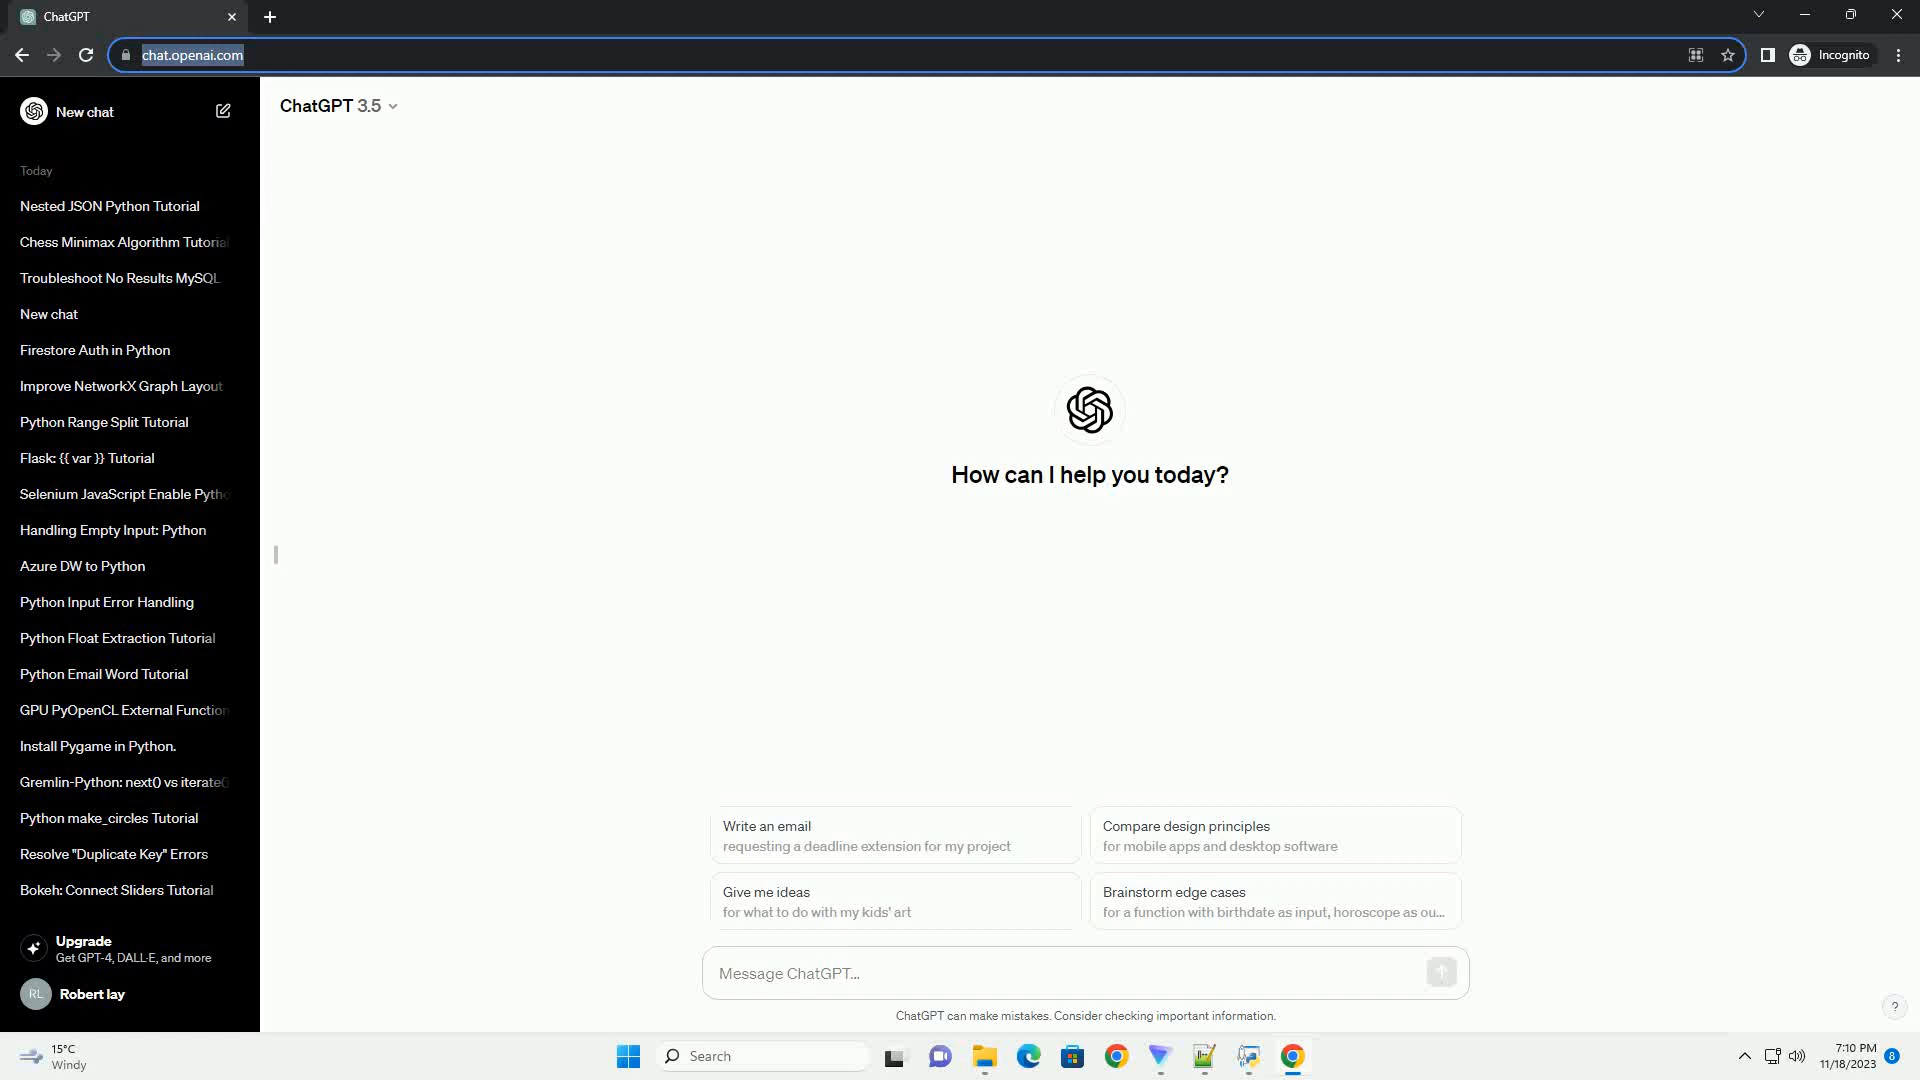 ChatGPT
chat.openai.com
Incognito
New chat
ChatGPT 3.5
Today
Nested JSON Python Tutorial
Chess Minimax Algorithm Tutorial
Troubleshoot No Results MySQL
New chat
Firestore Auth in Python
Improve NetworkX Graph Layout
Python Range Split Tutorial
Flask: {{ var }} Tutorial
Selenium JavaScript Enable Pytho
Handling Empty Input: Python
Azure DW to Python
Python Input Error Handling
Python Float Extraction Tutorial
Python Email Word Tutorial
GPU PyOpenCL External Function
Install Pygame in Python.
Gremlin-Python: next() vs iterate()
Python make_circles Tutorial
Resolve "Duplicate Key" Errors
Bokeh: Connect Sliders Tutorial
Upgrade
Get GPT-4, DALL·E, and more
RL
Robert lay
How can I help you today?
Write an email
requesting a deadline extension for my project
Compare design principles
for mobile apps and desktop software
Give me ideas
for what to do with my kids' art
Brainstorm edge cases
for a function with birthdate as input, horoscope as ou...
Message ChatGPT...
ChatGPT can make mistakes. Consider checking important information.
?
15°C
Windy
Search
7:10 PM
11/18/2023
8